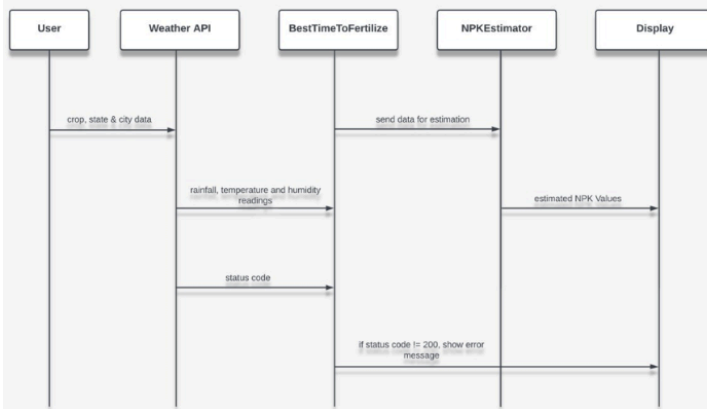 User
Weather API
BestTimeToFertilize
NPKEstimator
Display
crop, state & city data
send data for estimation
rainfall, temperature and humidity
readings
estimated NPK Values
status code
if status code != 200, show error
message